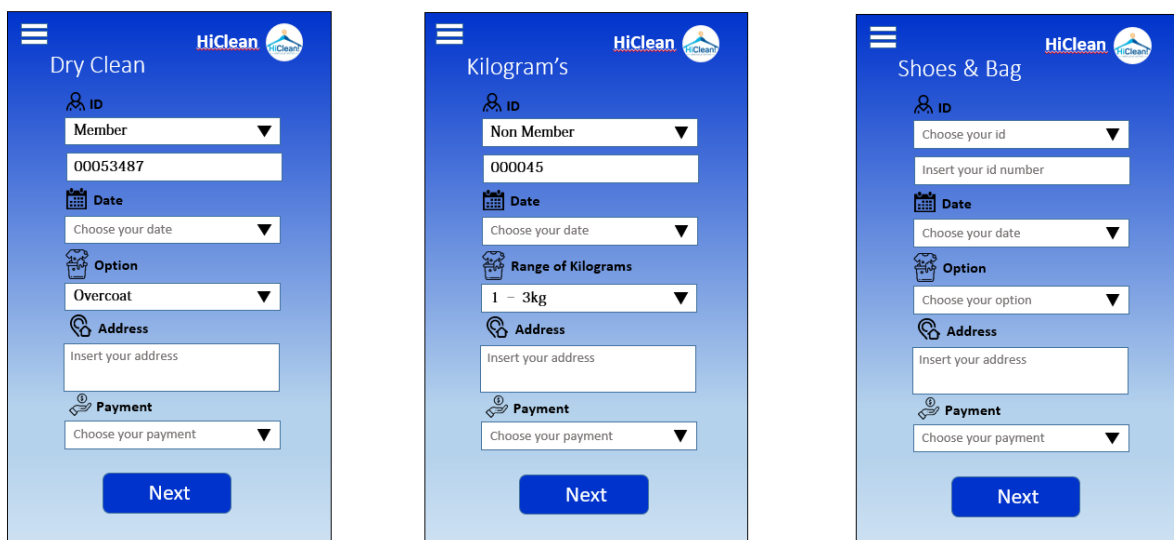 HiClean
HiClean!
Dry Clean
ID
Member
00053487
Date
Choose your date
Option
Overcoat
Address
Insert your address
Payment
Choose your payment
Next
HiClean
HiClean!
Kilogram's
ID
Non Member
000045
Date
Choose your date
Range of Kilograms
1 – 3kg
Address
Insert your address
Payment
Choose your payment
Next
HiClean
HiClean!
Shoes & Bag
ID
Choose your id
Insert your id number
Date
Choose your date
Option
Choose your option
Address
Insert your address
Payment
Choose your payment
Next